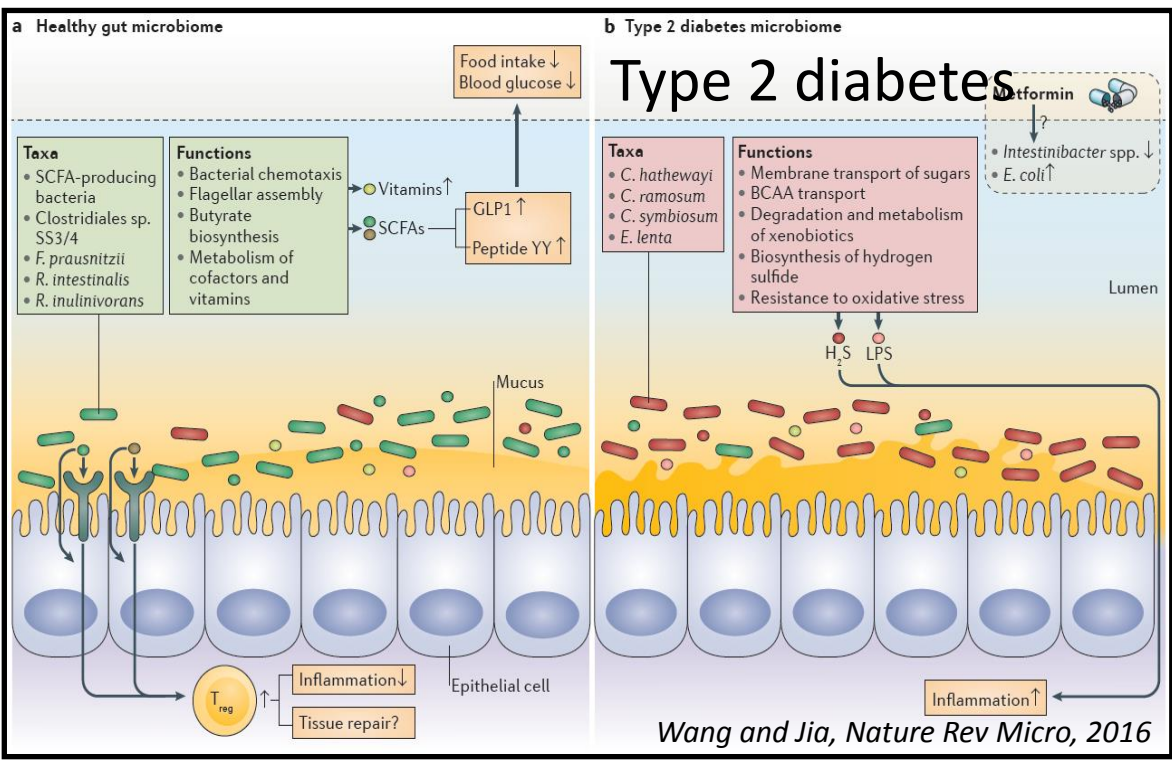 a Healthy gut microbiome
Food intake ↓
Blood glucose ↓
Taxa
• SCFA-producing
bacteria
• Clostridiales sp.
SS3/4
• F. prausnitzii
• R. intestinalis
• R. inulinivorans
Functions
• Bacterial chemotaxis
• Flagellar assembly
• Butyrate
biosynthesis
• Metabolism of
cofactors and
vitamins
Vitamins↑
SCFAs
GLP1 ↑
Peptide YY ↑
Mucus
Treg ↑
Inflammation↓
Tissue repair?
Epithelial cell
b Type 2 diabetes microbiome
Type 2 diabetes
Metformin
?
• Intestinibacter spp. ↓
• E. coli↑
Taxa
• C. hathewayi
• C. ramosum
• C. symbiosum
• E. lenta
Functions
• Membrane transport of sugars
• BCAA transport
• Degradation and metabolism
of xenobiotics
• Biosynthesis of hydrogen
sulfide
• Resistance to oxidative stress
Lumen
H2S LPS
Inflammation↑
Wang and Jia, Nature Rev Micro, 2016